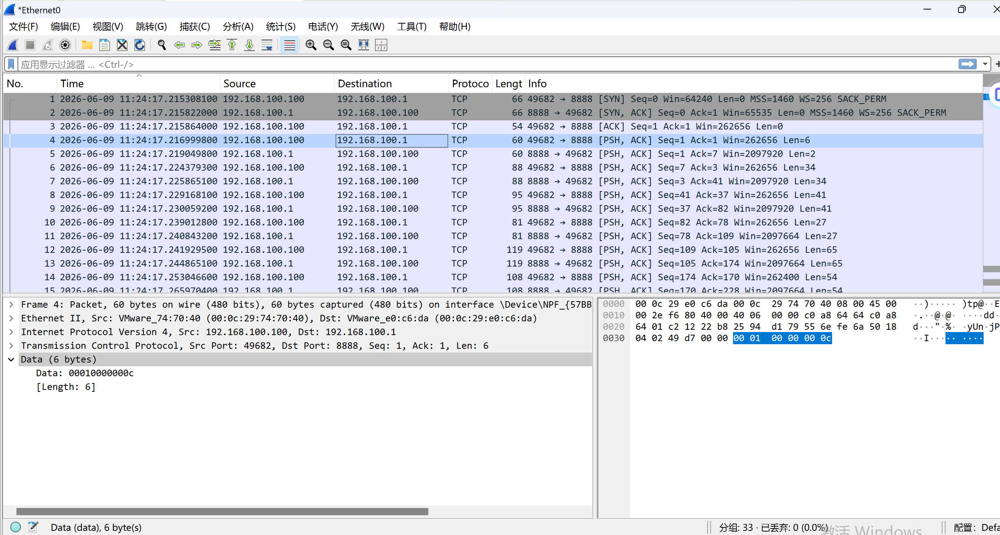 *Ethernet0
文件(F) 编辑(E) 视图(V) 跳转(G) 捕获(C) 分析(A) 统计(S) 电话(Y) 无线(W) 工具(T) 帮助(H)
应用显示过滤器 … <Ctrl-/>
No. Time Source Destination Protoco Lengt Info
1 2026-06-09 11:24:17.215308100 192.168.100.100 192.168.100.1 TCP 66 49682 → 8888 [SYN] Seq=0 Win=64240 Len=0 MSS=1460 WS=256 SACK_PERM
2 2026-06-09 11:24:17.215822000 192.168.100.1 192.168.100.100 TCP 66 8888 → 49682 [SYN, ACK] Seq=0 Ack=1 Win=65535 Len=0 MSS=1460 WS=256 SACK_PERM
3 2026-06-09 11:24:17.215864000 192.168.100.100 192.168.100.1 TCP 54 49682 → 8888 [ACK] Seq=1 Ack=1 Win=262656 Len=0
4 2026-06-09 11:24:17.216999800 192.168.100.100 192.168.100.1 TCP 60 49682 → 8888 [PSH, ACK] Seq=1 Ack=1 Win=262656 Len=6
5 2026-06-09 11:24:17.219049800 192.168.100.1 192.168.100.100 TCP 60 8888 → 49682 [PSH, ACK] Seq=1 Ack=7 Win=2097920 Len=2
6 2026-06-09 11:24:17.224379300 192.168.100.100 192.168.100.1 TCP 88 49682 → 8888 [PSH, ACK] Seq=7 Ack=3 Win=262656 Len=34
7 2026-06-09 11:24:17.225865100 192.168.100.1 192.168.100.100 TCP 88 8888 → 49682 [PSH, ACK] Seq=3 Ack=41 Win=2097920 Len=34
8 2026-06-09 11:24:17.229168100 192.168.100.100 192.168.100.1 TCP 95 49682 → 8888 [PSH, ACK] Seq=41 Ack=37 Win=262656 Len=41
9 2026-06-09 11:24:17.230059200 192.168.100.1 192.168.100.100 TCP 95 8888 → 49682 [PSH, ACK] Seq=37 Ack=82 Win=2097920 Len=41
10 2026-06-09 11:24:17.239012800 192.168.100.100 192.168.100.1 TCP 81 49682 → 8888 [PSH, ACK] Seq=82 Ack=78 Win=262656 Len=27
11 2026-06-09 11:24:17.240843200 192.168.100.1 192.168.100.100 TCP 81 8888 → 49682 [PSH, ACK] Seq=78 Ack=109 Win=2097664 Len=27
12 2026-06-09 11:24:17.241929500 192.168.100.100 192.168.100.1 TCP 119 49682 → 8888 [PSH, ACK] Seq=109 Ack=105 Win=262656 Len=65
13 2026-06-09 11:24:17.244865100 192.168.100.1 192.168.100.100 TCP 119 8888 → 49682 [PSH, ACK] Seq=105 Ack=174 Win=2097664 Len=65
14 2026-06-09 11:24:17.253046600 192.168.100.100 192.168.100.1 TCP 108 49682 → 8888 [PSH, ACK] Seq=174 Ack=170 Win=262400 Len=54
15 2026-06-09 11:24:17.265970400 192.168.100.1 192.168.100.100 TCP 108 8888 → 49682 [PSH, ACK] Seq=170 Ack=228 Win=2097664 Len=54
Frame 4: Packet, 60 bytes on wire (480 bits), 60 bytes captured (480 bits) on interface \Device\NPF_{57BB
Ethernet II, Src: VMware_74:70:40 (00:0c:29:74:70:40), Dst: VMware_e0:c6:da (00:0c:29:e0:c6:da)
Internet Protocol Version 4, Src: 192.168.100.100, Dst: 192.168.100.1
Transmission Control Protocol, Src Port: 49682, Dst Port: 8888, Seq: 1, Ack: 1, Len: 6
Data (6 bytes)
Data: 00010000000c
[Length: 6]
0000 00 0c 29 e0 c6 da 00 0c 29 74 70 40 08 00 45 00 ··)····· )tp@··E
0010 00 2e f6 80 40 00 40 06 00 00 c0 a8 64 64 c0 a8 ·.··@·@· ····dd·
0020 64 01 c2 12 22 b8 25 94 d1 79 55 6e fe 6a 50 18 d···"·%· ·yUn·jP
0030 04 02 49 d7 00 00 00 01 00 00 00 0c ··I····· ····
Data (data), 6 byte(s)
分组: 33 · 已丢弃: 0 (0.0%)
激活 Windows
配置: Defa